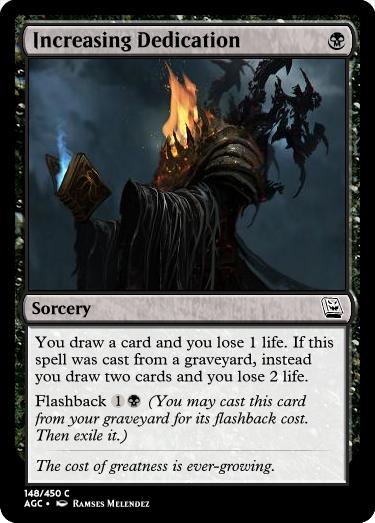 Increasing Dedication
Sorcery
You draw a card and you lose 1 life. If this
spell was cast from a graveyard, instead
you draw two cards and you lose 2 life.
Flashback 1 (You may cast this card
from your graveyard for its flashback cost.
Then exile it.)
The cost of greatness is ever-growing.
148/450 C
AGC • Ramses Melendez